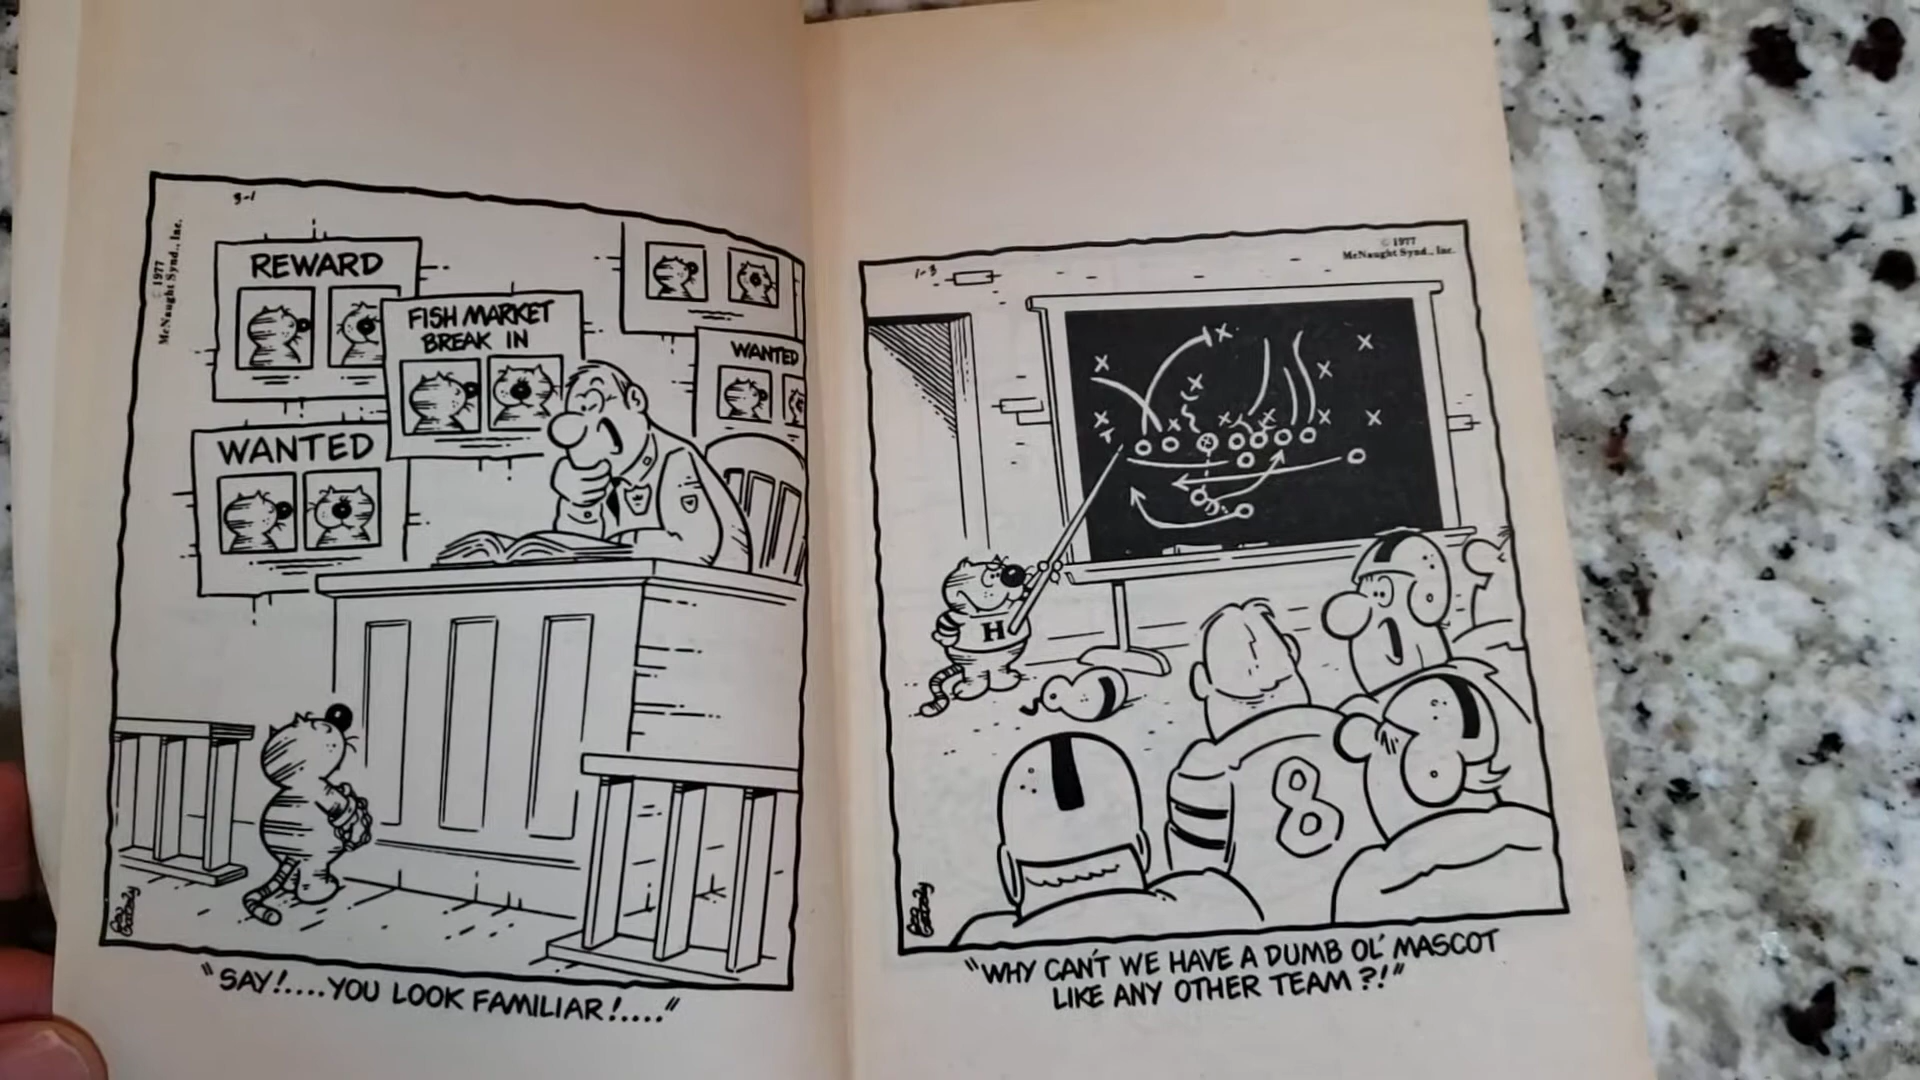 3-1
© 1977
McNaught Synd., Inc.
REWARD
FISH MARKET
BREAK IN
WANTED
WANTED
"SAY!....YOU LOOK FAMILIAR!...."
1-3
© 1977
McNaught Synd., Inc.
H
8
"WHY CAN'T WE HAVE A DUMB OL' MASCOT
LIKE ANY OTHER TEAM?!"